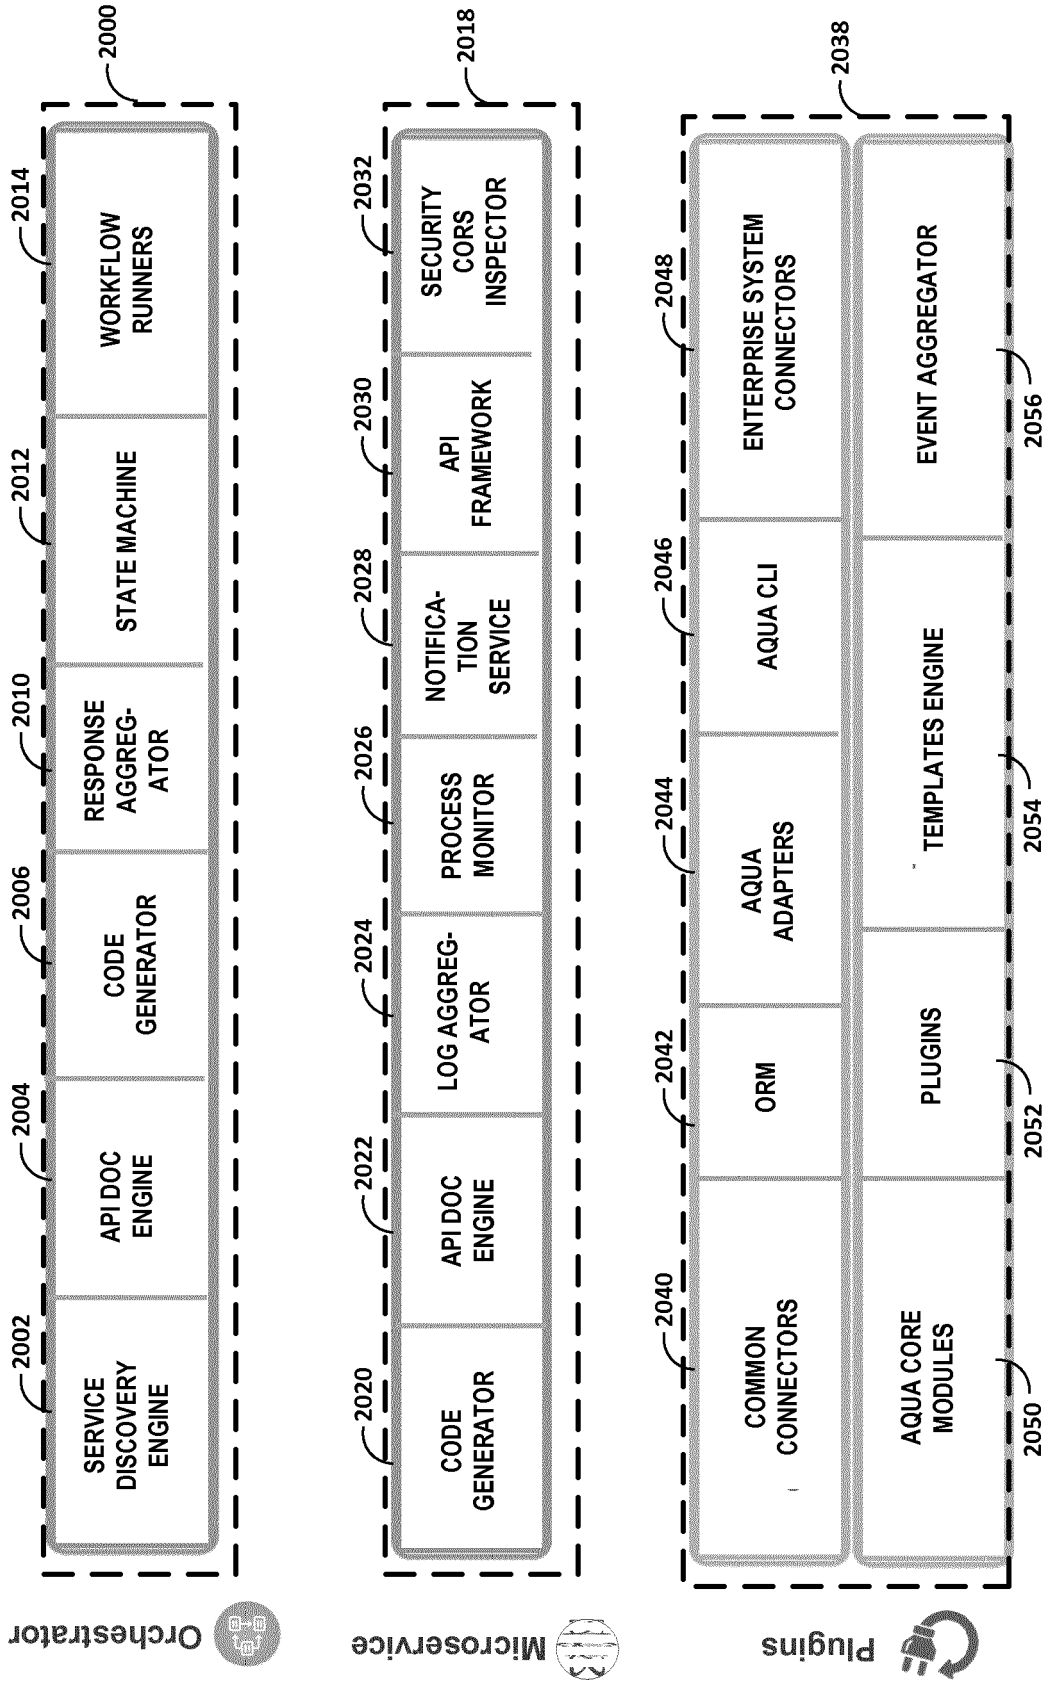 Orchestrator
2000
2002
SERVICE
DISCOVERY
ENGINE
2004
API DOC
ENGINE
2006
CODE
GENERATOR
2010
RESPONSE
AGGREG-
ATOR
2012
STATE MACHINE
2014
WORKFLOW
RUNNERS
Microservice
2018
2020
CODE
GENERATOR
2022
API DOC
ENGINE
2024
LOG AGGREG-
ATOR
2026
PROCESS
MONITOR
2028
NOTIFICA-
TION
SERVICE
2030
API
FRAMEWORK
2032
SECURITY
CORS
INSPECTOR
Plugins
2038
2040
COMMON
CONNECTORS
2042
ORM
2044
AQUA
ADAPTERS
2046
AQUA CLI
2048
ENTERPRISE SYSTEM
CONNECTORS
AQUA CORE
MODULES
2050
PLUGINS
2052
TEMPLATES ENGINE
2054
EVENT AGGREGATOR
2056